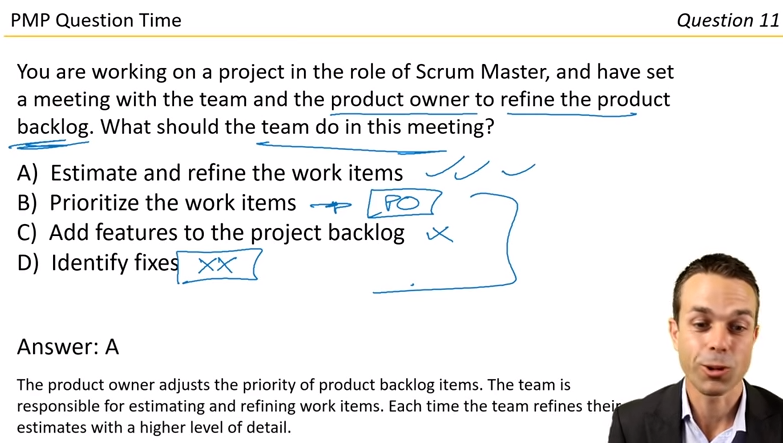 PMP Question Time
Question 11
You are working on a project in the role of Scrum Master, and have set
a meeting with the team and the product owner to refine the product
backlog. What should the team do in this meeting?
A) Estimate and refine the work items
B) Prioritize the work items PO
C) Add features to the project backlog X
D) Identify fixes XX
Answer: A
The product owner adjusts the priority of product backlog items. The team is
responsible for estimating and refining work items. Each time the team refines their
estimates with a higher level of detail.